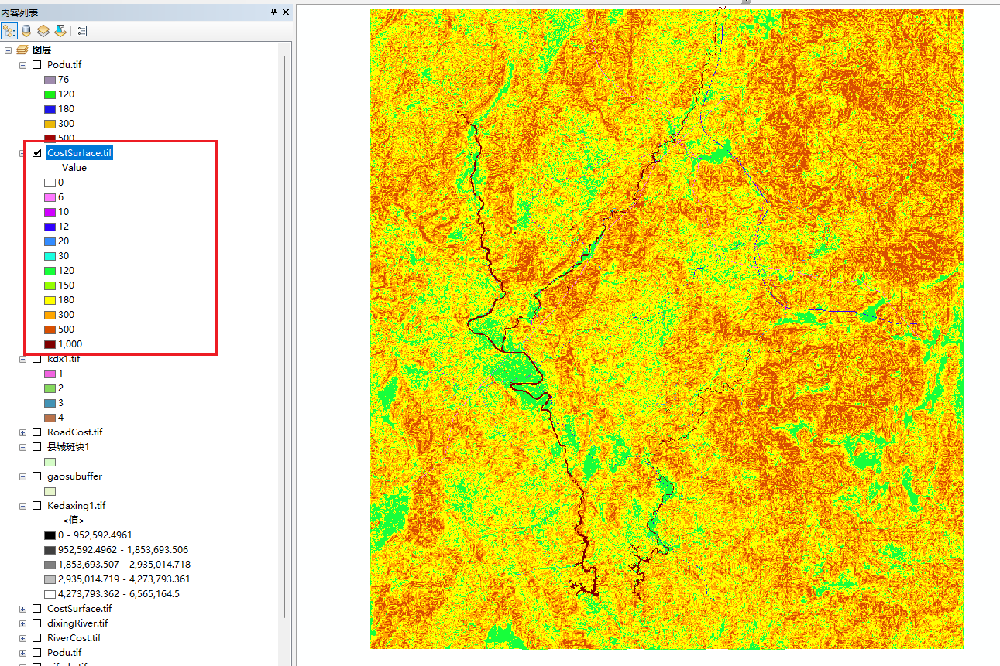 内容列表
图层
Podu.tif
76
120
180
300
500
CostSurface.tif
Value
0
6
10
12
20
30
120
150
180
300
500
1,000
kdx1.tif
1
2
3
4
RoadCost.tif
县城斑块1
gaosubuffer
Kedaxing1.tif
<值>
0 - 952,592.4961
952,592.4962 - 1,853,693.506
1,853,693.507 - 2,935,014.718
2,935,014.719 - 4,273,793.361
4,273,793.362 - 6,565,164.5
CostSurface.tif
dixingRiver.tif
RiverCost.tif
Podu.tif